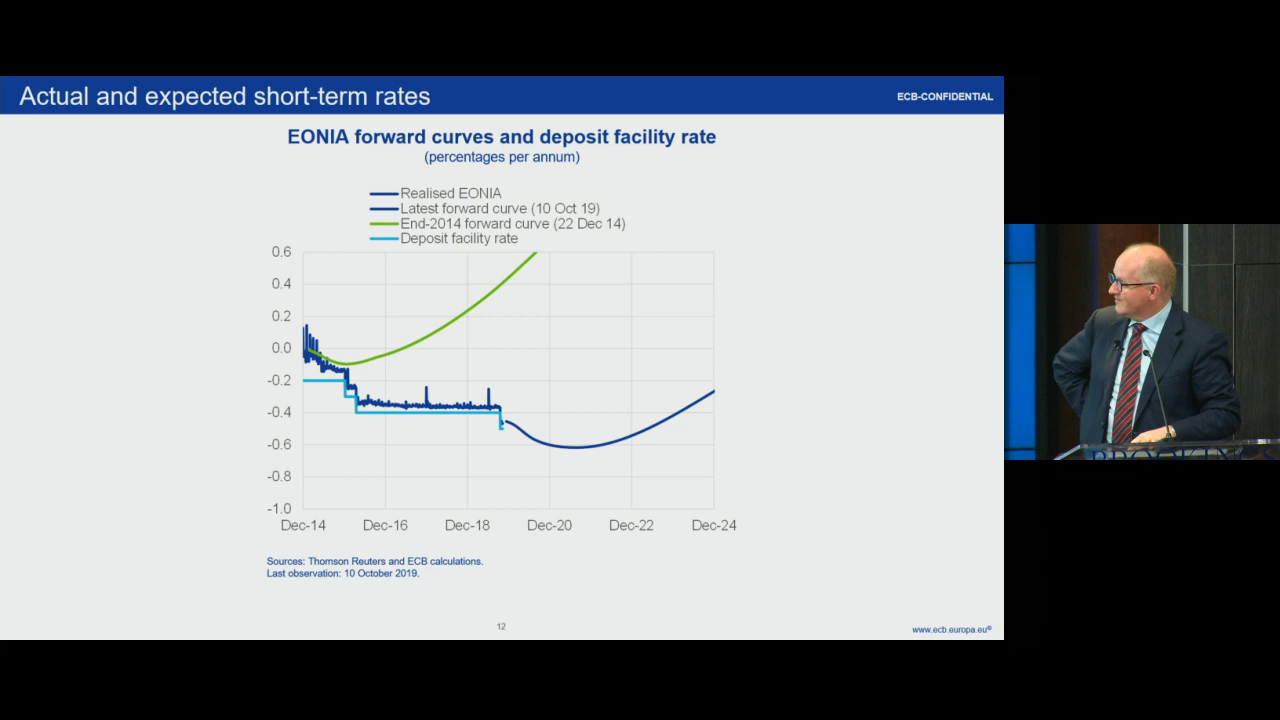 Actual and expected short-term rates
ECB-CONFIDENTIAL
EONIA forward curves and deposit facility rate
(percentages per annum)
Realised EONIA
Latest forward curve (10 Oct 19)
End-2014 forward curve (22 Dec 14)
Deposit facility rate
0.6
0.4
0.2
0.0
-0.2
-0.4
-0.6
-0.8
-1.0
Dec-14 Dec-16 Dec-18 Dec-20 Dec-22 Dec-24
Sources: Thomson Reuters and ECB calculations.
Last observation: 10 October 2019.
12
www.ecb.europa.eu©
BROOKINGS